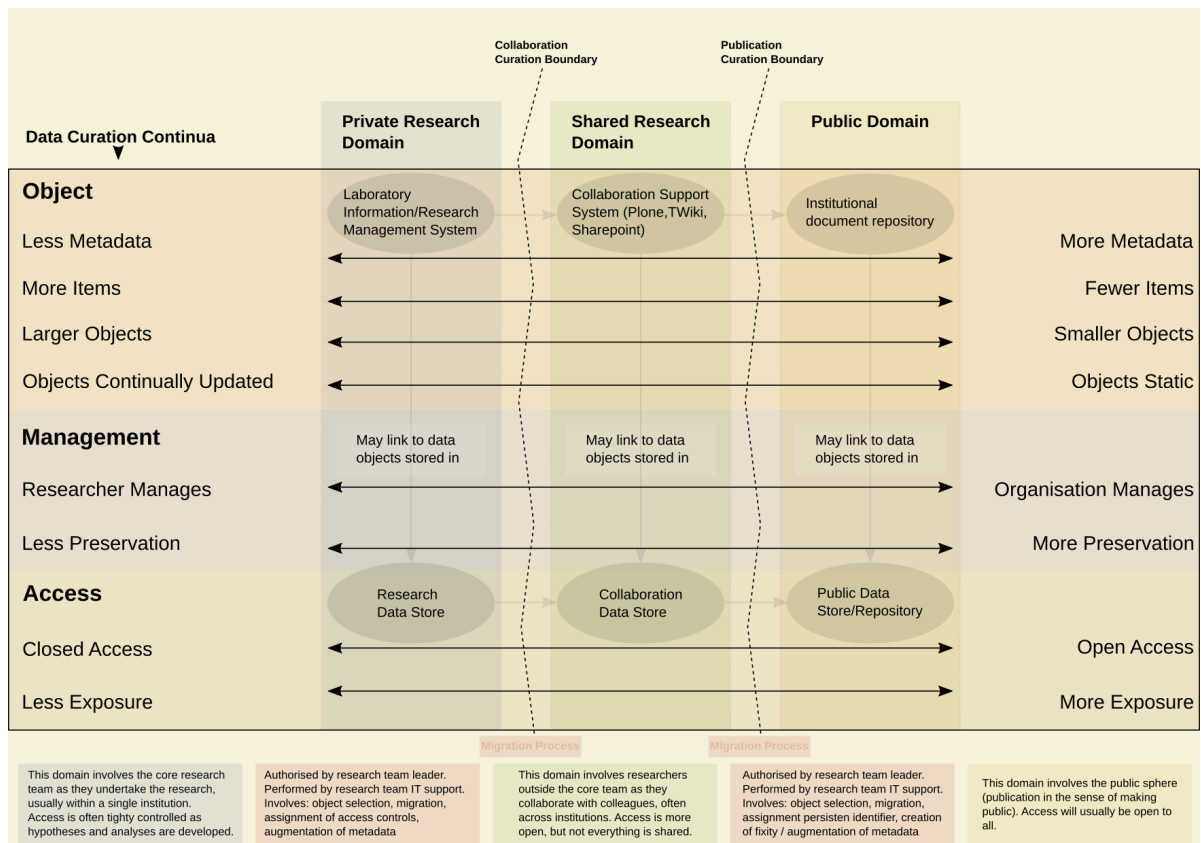 Collaboration
Curation Boundary
Publication
Curation Boundary
Data Curation Continua
Private Research
Domain
Shared Research
Domain
Public Domain
Object
Laboratory
Information/Research
Management System
Collaboration Support
System (Plone,TWiki,
Sharepoint)
Institutional
document repository
Less Metadata
More Metadata
More Items
Fewer Items
Larger Objects
Smaller Objects
Objects Continually Updated
Objects Static
Management
May link to data
objects stored in
May link to data
objects stored in
May link to data
objects stored in
Researcher Manages
Organisation Manages
Less Preservation
More Preservation
Access
Research
Data Store
Collaboration
Data Store
Public Data
Store/Repository
Closed Access
Open Access
Less Exposure
More Exposure
Migration Process
Migration Process
This domain involves the core research
team as they undertake the research,
usually within a single institution.
Access is often tighly controlled as
hypotheses and analyses are developed.
Authorised by research team leader.
Performed by research team IT support.
Involves: object selection, migration,
assignment of access controls,
augmentation of metadata
This domain involves researchers
outside the core team as they
collaborate with colleagues, often
across institutions. Access is more
open, but not everything is shared.
Authorised by research team leader.
Performed by research team IT support.
Involves: object selection, migration,
assignment persisten identifier, creation
of fixity / augmentation of metadata
This domain involves the public sphere
(publication in the sense of making
public). Access will usually be open to
all.